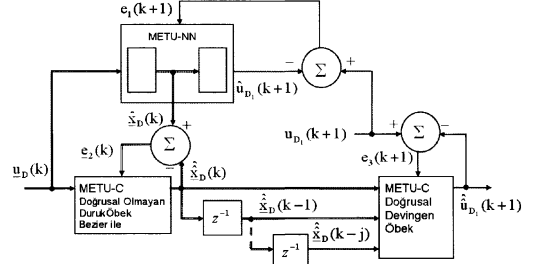 e₁(k+1)
METU-NN
−
Σ
+
û_D₁(k+1)
x̂_D(k)
+
u_D₁(k+1)
+
Σ
−
e₂(k)
Σ
−
e₃(k+1)
u_D(k)
x̂̂_D(k)
METU-C
Doğrusal Olmayan
DurukÖbek
Bezier ile
METU-C
Doğrusal
Devingen
Öbek
x̂̂_D(k−1)
z⁻¹
û̂_D₁(k+1)
x̂̂_D(k−j)
z⁻¹